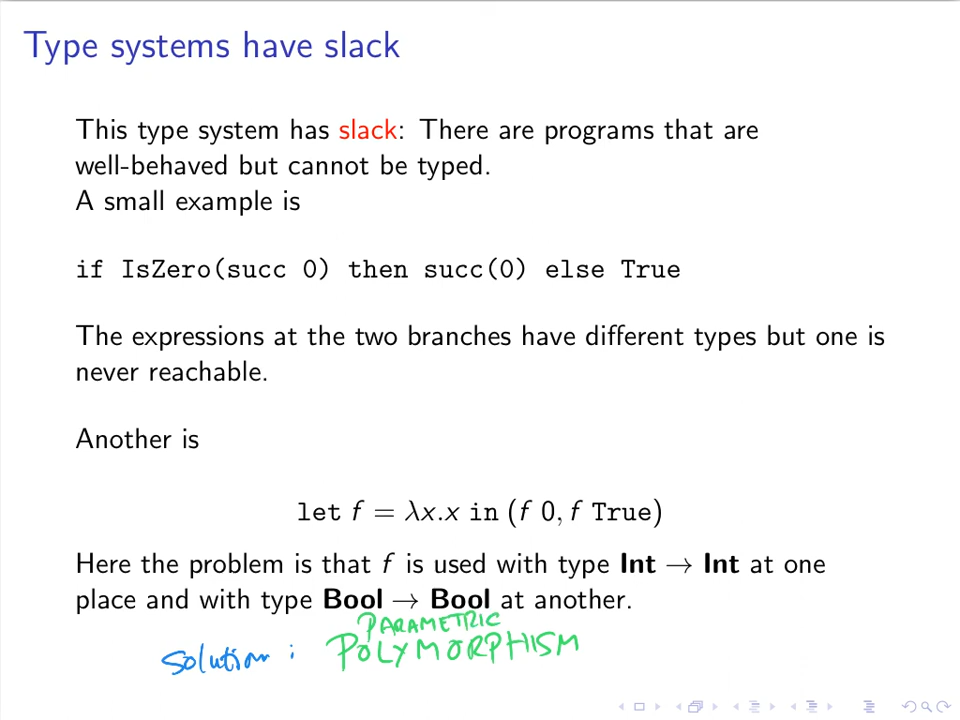 Type systems have slack
This type system has slack: There are programs that are
well-behaved but cannot be typed.
A small example is
if IsZero(succ 0) then succ(0) else True
The expressions at the two branches have different types but one is
never reachable.
Another is
let f = λx.x in (f 0, f True)
Here the problem is that f is used with type Int → Int at one
place and with type Bool → Bool at another.
PARAMETRIC
Solution : POLYMORPHISM